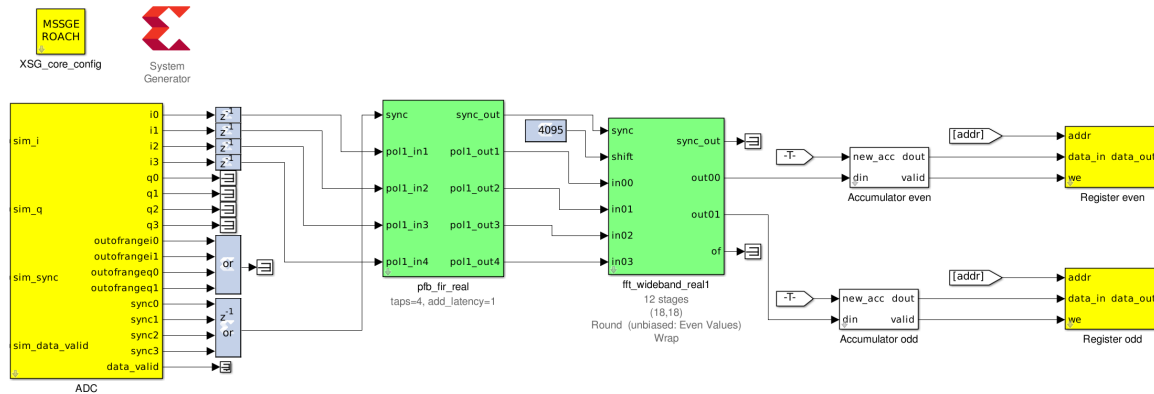 MSSGE
ROACH
XSG_core_config
System
Generator
sim_i
sim_q
sim_sync
sim_data_valid
i0
i1
i2
i3
q0
q1
q2
q3
outofrangei0
outofrangei1
outofrangeq0
outofrangeq1
sync0
sync1
sync2
sync3
data_valid
ADC
z-1
z-1
z-1
z-1
or
z-1
or
sync
pol1_in1
pol1_in2
pol1_in3
pol1_in4
sync_out
pol1_out1
pol1_out2
pol1_out3
pol1_out4
pfb_fir_real
taps=4, add_latency=1
4095
sync
shift
in00
in01
in02
in03
sync_out
out00
out01
of
fft_wideband_real1
12 stages
(18,18)
Round (unbiased: Even Values)
Wrap
-T-
new_acc dout
din valid
Accumulator even
[addr]
addr
data_in data_out
we
Register even
-T-
new_acc dout
din valid
Accumulator odd
[addr]
addr
data_in data_out
we
Register odd